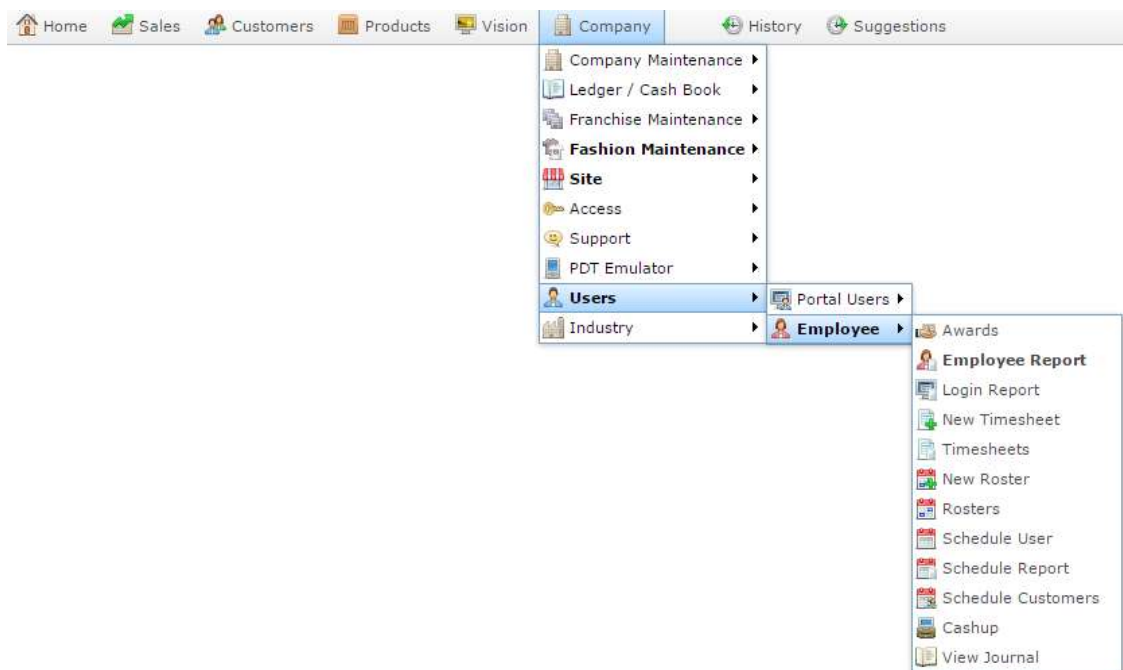 Home Sales Customers Products Vision Company History Suggestions
Company Maintenance
Ledger / Cash Book
Franchise Maintenance
Fashion Maintenance
Site
Access
Support
PDT Emulator
Users
Industry
Portal Users
Employee
Awards
Employee Report
Login Report
New Timesheet
Timesheets
New Roster
Rosters
Schedule User
Schedule Report
Schedule Customers
Cashup
View Journal